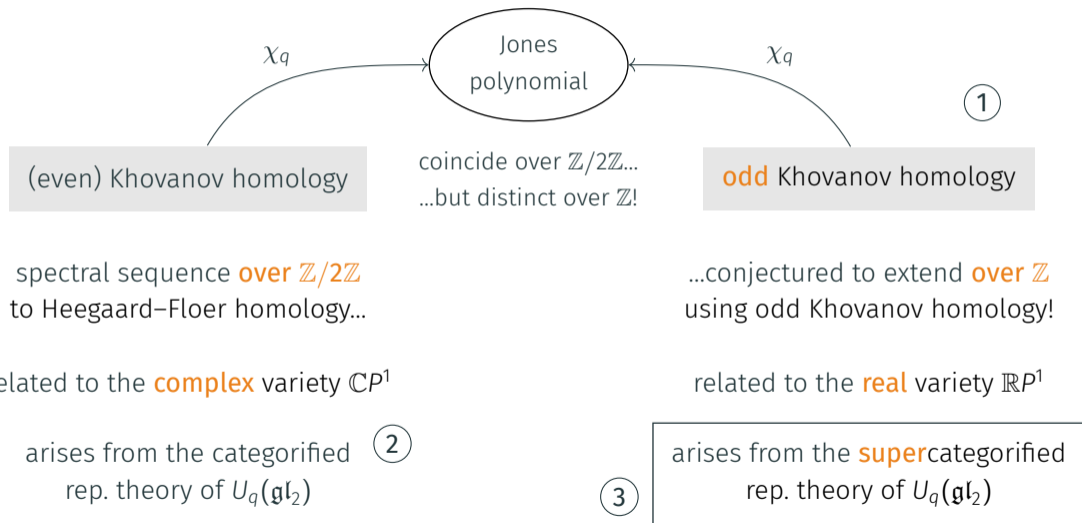 Jones
polynomial
χq
χq
①
(even) Khovanov homology
coincide over ℤ/2ℤ...
...but distinct over ℤ!
odd Khovanov homology
spectral sequence over ℤ/2ℤ
to Heegaard–Floer homology...
...conjectured to extend over ℤ
using odd Khovanov homology!
elated to the complex variety ℂP¹
related to the real variety ℝP¹
arises from the categorified
rep. theory of Uq(𝔤𝔩₂)
②
③
arises from the supercategorified
rep. theory of Uq(𝔤𝔩₂)